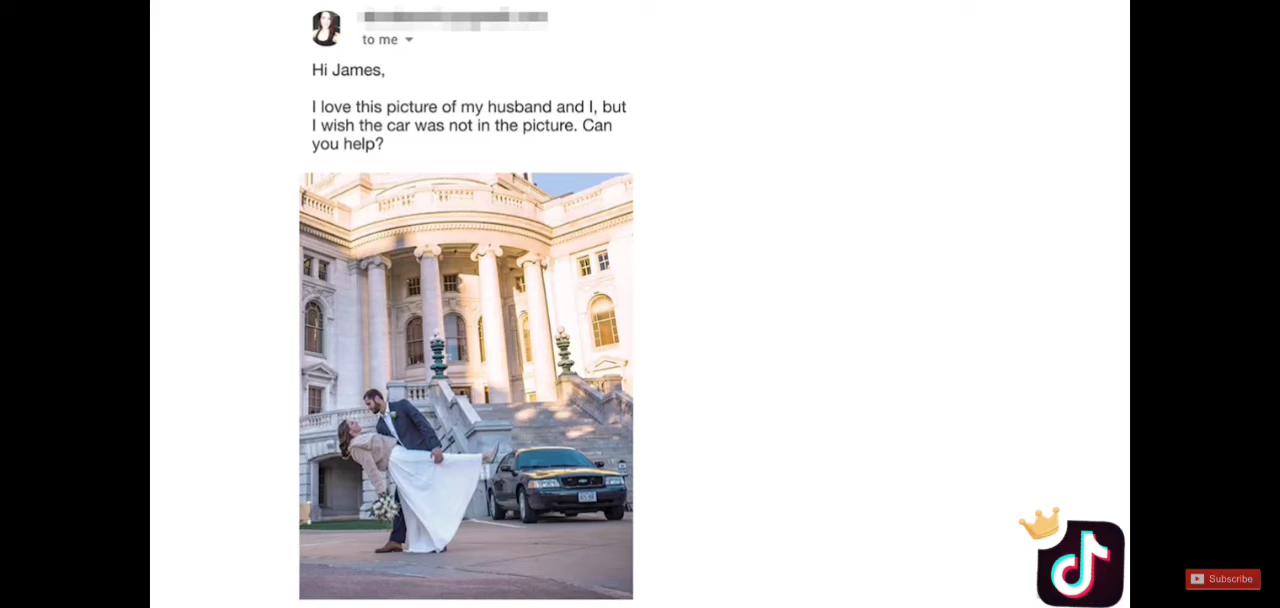 to me
Hi James,
I love this picture of my husband and I, but
I wish the car was not in the picture. Can
you help?
Subscribe